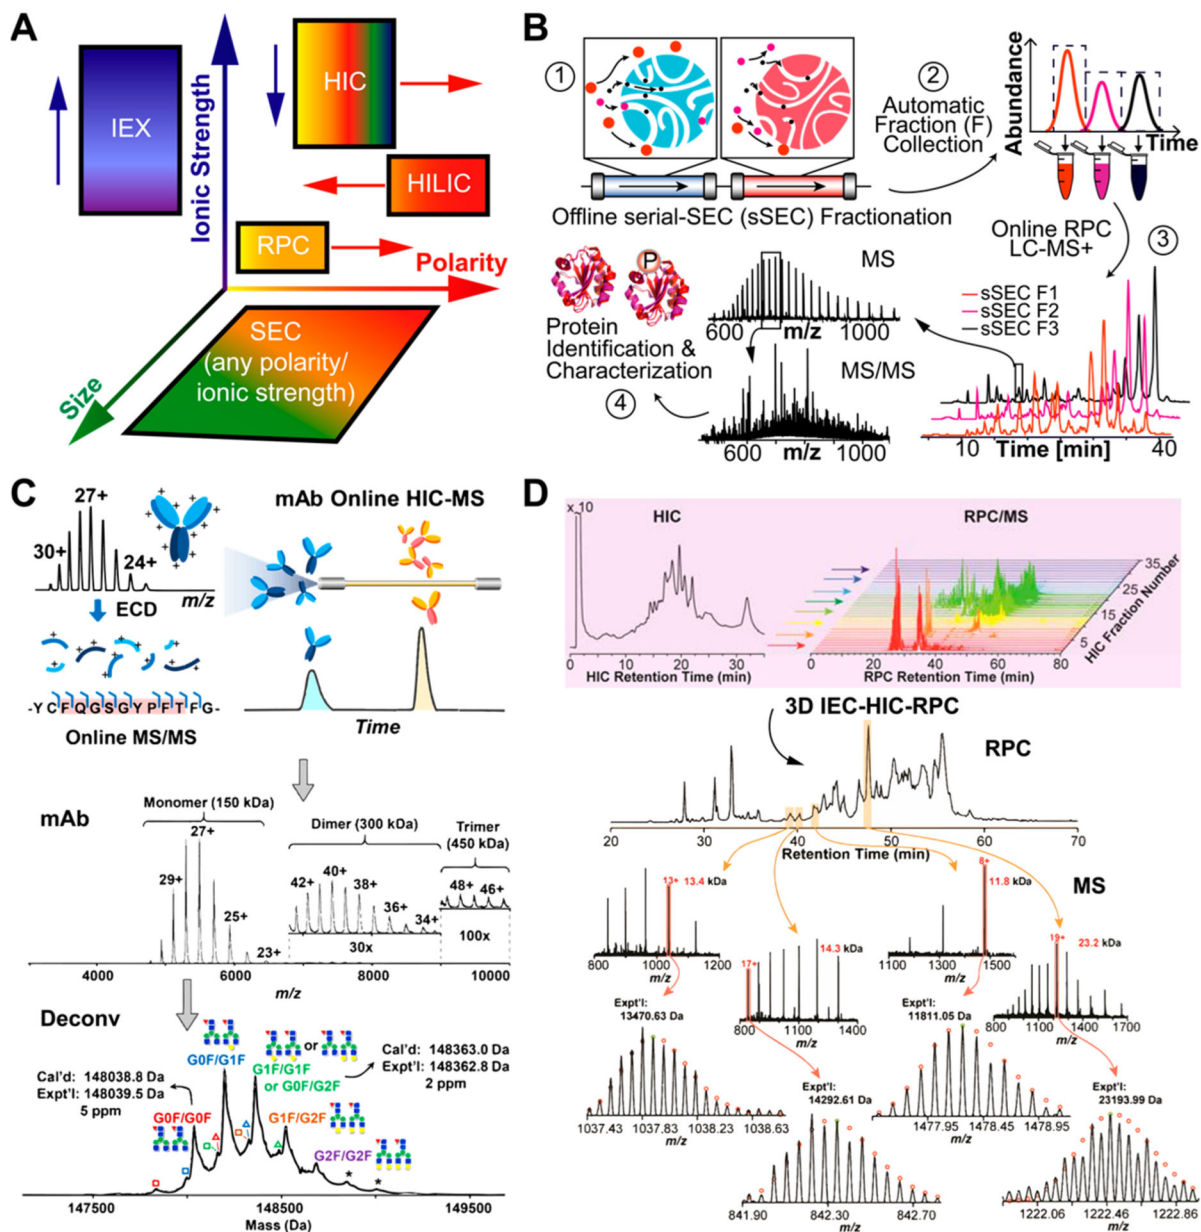 A
Ionic Strength
IEX
HIC
HILIC
RPC
Polarity
SEC
(any polarity/
ionic strength)
Size
B
1
Offline serial-SEC (sSEC) Fractionation
2
Automatic
Fraction (F)
Collection
Abundance
Time
Online RPC
LC-MS+
3
sSEC F1
sSEC F2
sSEC F3
10
Time [min]
40
MS
600
m/z
1000
MS/MS
600
m/z
1000
P
Protein
Identification &
Characterization
4
C
27+
30+
24+
m/z
ECD
-YCFQGSGYPFTFG-
Online MS/MS
mAb Online HIC-MS
Time
mAb
Monomer (150 kDa)
27+
29+
25+
23+
Dimer (300 kDa)
42+
40+
38+
36+
34+
30x
Trimer
(450 kDa)
48+
46+
100x
4000
6000
8000
10000
m/z
Deconv
Cal'd: 148038.8 Da
Expt'l: 148039.5 Da
5 ppm
G0F/G0F
G0F/G1F
or
G1F/G1F
or G0F/G2F
G1F/G2F
G2F/G2F
*
*
Cal'd: 148363.0 Da
Expt'l: 148362.8 Da
2 ppm
147500
148500
149500
Mass (Da)
D
x 10
HIC
0
10
20
30
HIC Retention Time (min)
RPC/MS
0
20
40
60
80
RPC Retention Time (min)
5
15
25
35
HIC Fraction Number
3D IEC-HIC-RPC
RPC
20
30
40
50
60
70
Retention Time (min)
MS
13+ 13.4 kDa
800
1000
1200
m/z
17+
14.3 kDa
800
1100
1400
m/z
8+
11.8 kDa
1100
1300
1500
m/z
19+
23.2 kDa
800
1100
1400
1700
m/z
Expt'l:
13470.63 Da
1037.43
1037.83
1038.23
1038.63
m/z
Expt'l:
14292.61 Da
841.90
842.30
842.70
m/z
Expt'l:
11811.05 Da
1477.95
1478.45
1478.95
m/z
Expt'l:
23193.99 Da
1222.06
1222.46
1222.86
m/z